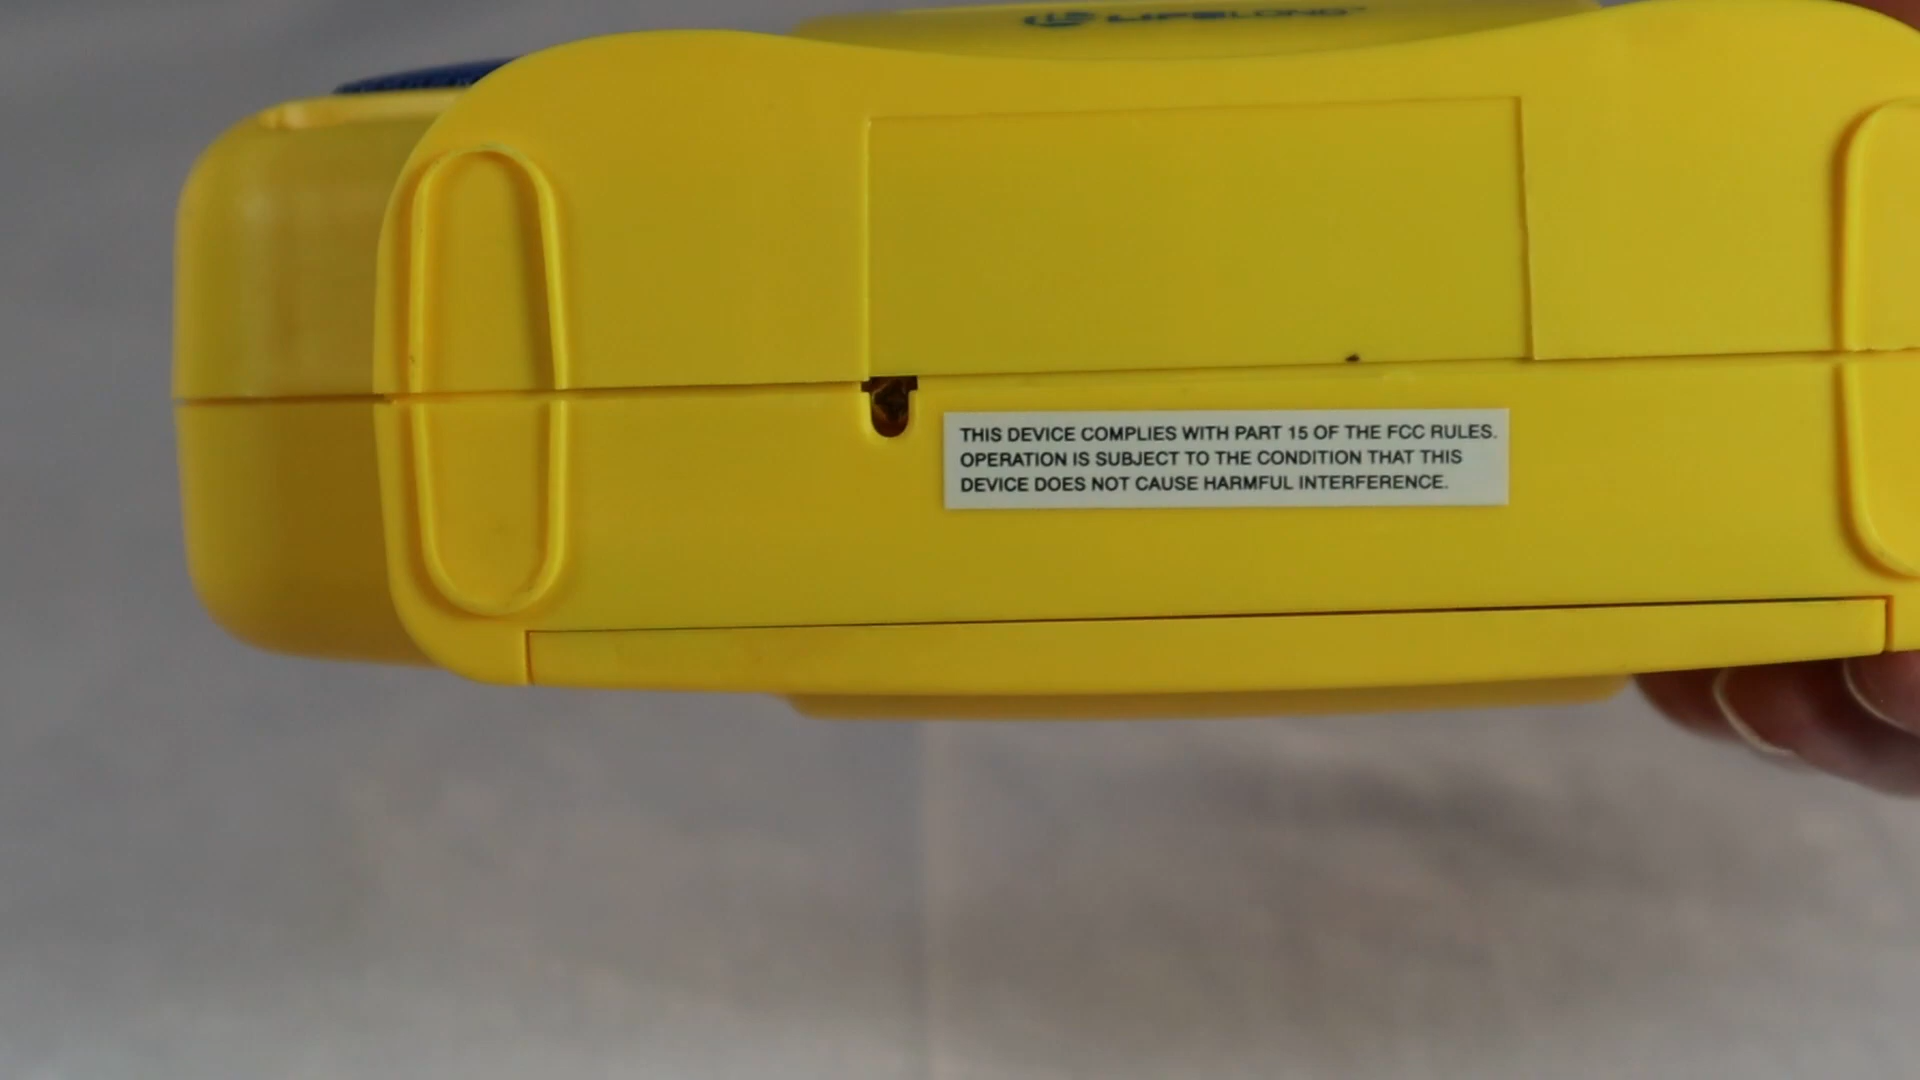 LIFELONG™
THIS DEVICE COMPLIES WITH PART 15 OF THE FCC RULES.
OPERATION IS SUBJECT TO THE CONDITION THAT THIS
DEVICE DOES NOT CAUSE HARMFUL INTERFERENCE.